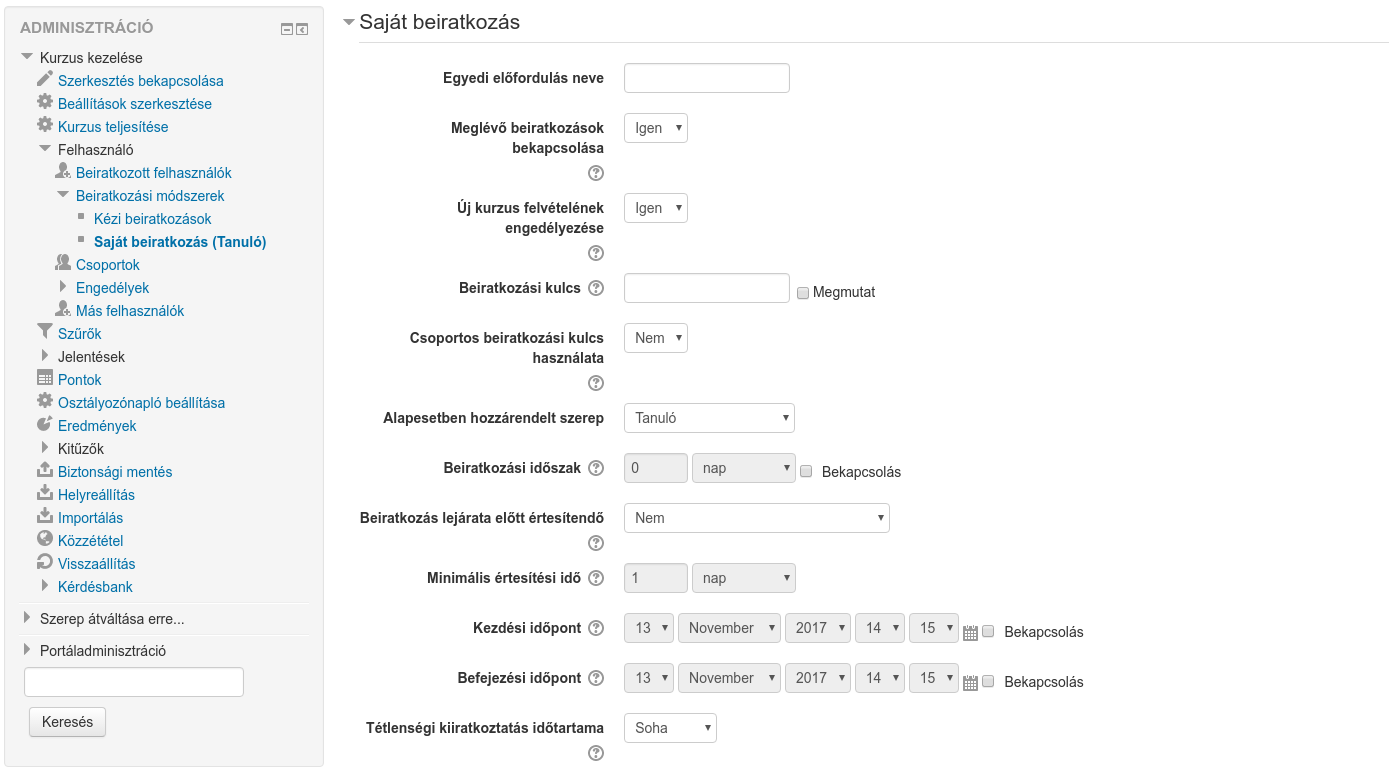 ADMINISZTRÁCIÓ
Kurzus kezelése
Szerkesztés bekapcsolása
Beállítások szerkesztése
Kurzus teljesítése
Felhasználó
Beiratkozott felhasználók
Beiratkozási módszerek
Kézi beiratkozások
Saját beiratkozás (Tanuló)
Csoportok
Engedélyek
Más felhasználók
Szűrők
Jelentések
Pontok
Osztályozónapló beállítása
Eredmények
Kitűzők
Biztonsági mentés
Helyreállítás
Importálás
Közzététel
Visszaállítás
Kérdésbank
Szerep átváltása erre...
Portáladminisztráció
Keresés
Saját beiratkozás
Egyedi előfordulás neve
Meglévő beiratkozások Igen
bekapcsolása
Új kurzus felvételének Igen
engedélyezése
Beiratkozási kulcs Megmutat
Csoportos beiratkozási kulcs Nem
használata
Alapesetben hozzárendelt szerep Tanuló
Beiratkozási időszak 0 nap Bekapcsolás
Beiratkozás lejárata előtt értesítendő Nem
Minimális értesítési idő 1 nap
Kezdési időpont 13 November 2017 14 15 Bekapcsolás
Befejezési időpont 13 November 2017 14 15 Bekapcsolás
Tétlenségi kiiratkoztatás időtartama Soha